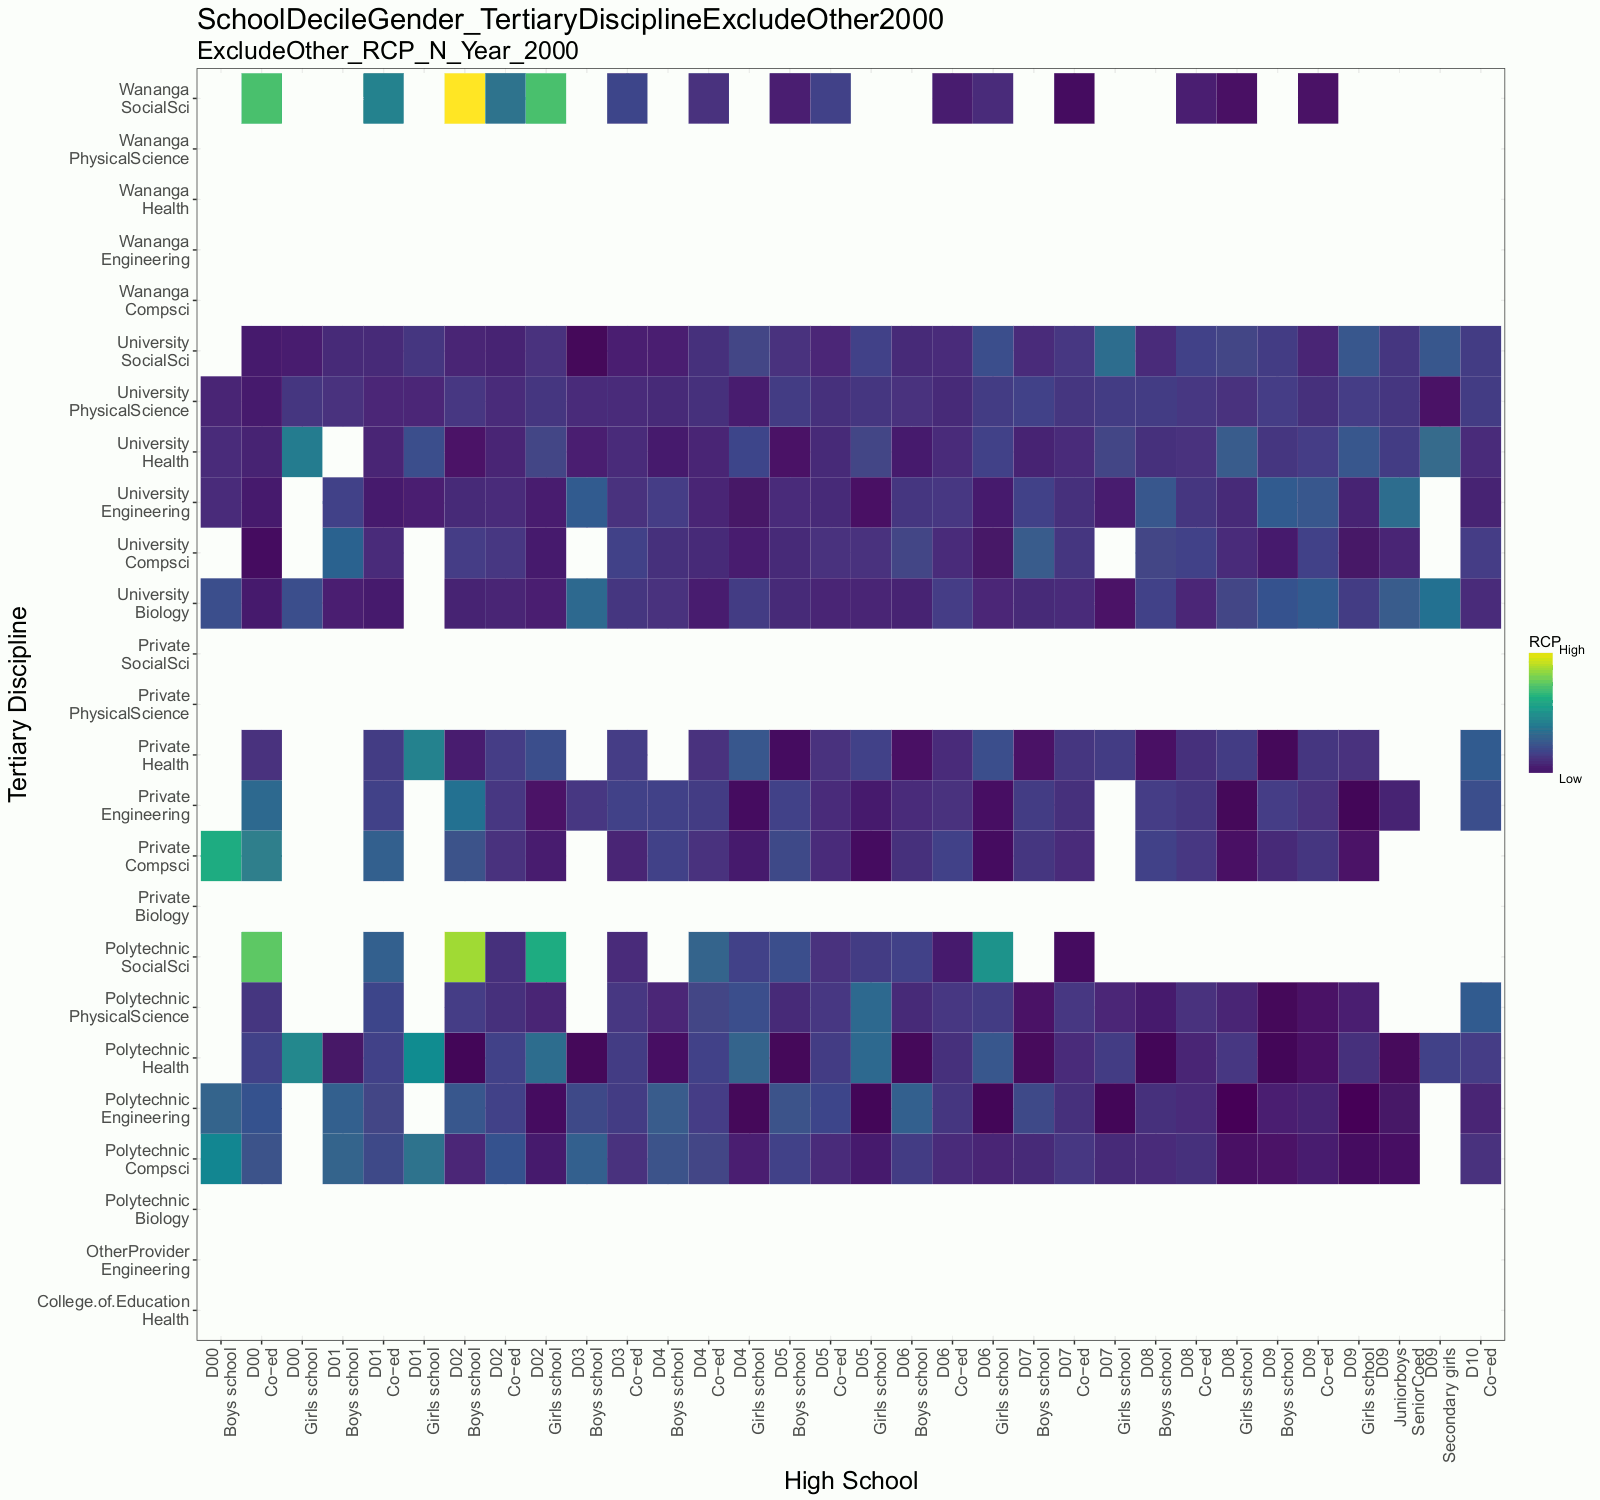 SchoolDecileGender_TertiaryDisciplineExcludeOther2000
ExcludeOther_RCP_N_Year_2000
Tertiary Discipline
Wananga
SocialSci
Wananga
PhysicalScience
Wananga
Health
Wananga
Engineering
Wananga
Compsci
University
SocialSci
University
PhysicalScience
University
Health
University
Engineering
University
Compsci
University
Biology
Private
SocialSci
Private
PhysicalScience
Private
Health
Private
Engineering
Private
Compsci
Private
Biology
Polytechnic
SocialSci
Polytechnic
PhysicalScience
Polytechnic
Health
Polytechnic
Engineering
Polytechnic
Compsci
Polytechnic
Biology
OtherProvider
Engineering
College.of.Education
Health
RCP
High
Low
D00
Boys school
D00
Co−ed
D00
Girls school
D01
Boys school
D01
Co−ed
D01
Girls school
D02
Boys school
D02
Co−ed
D02
Girls school
D03
Boys school
D03
Co−ed
D04
Boys school
D04
Co−ed
D04
Girls school
D05
Boys school
D05
Co−ed
D05
Girls school
D06
Boys school
D06
Co−ed
D06
Girls school
D07
Boys school
D07
Co−ed
D07
Girls school
D08
Boys school
D08
Co−ed
D08
Girls school
D09
Boys school
D09
Co−ed
D09
Girls school
D09
Juniorboys
SeniorCoed
D09
Secondary girls
D10
Co−ed
High School